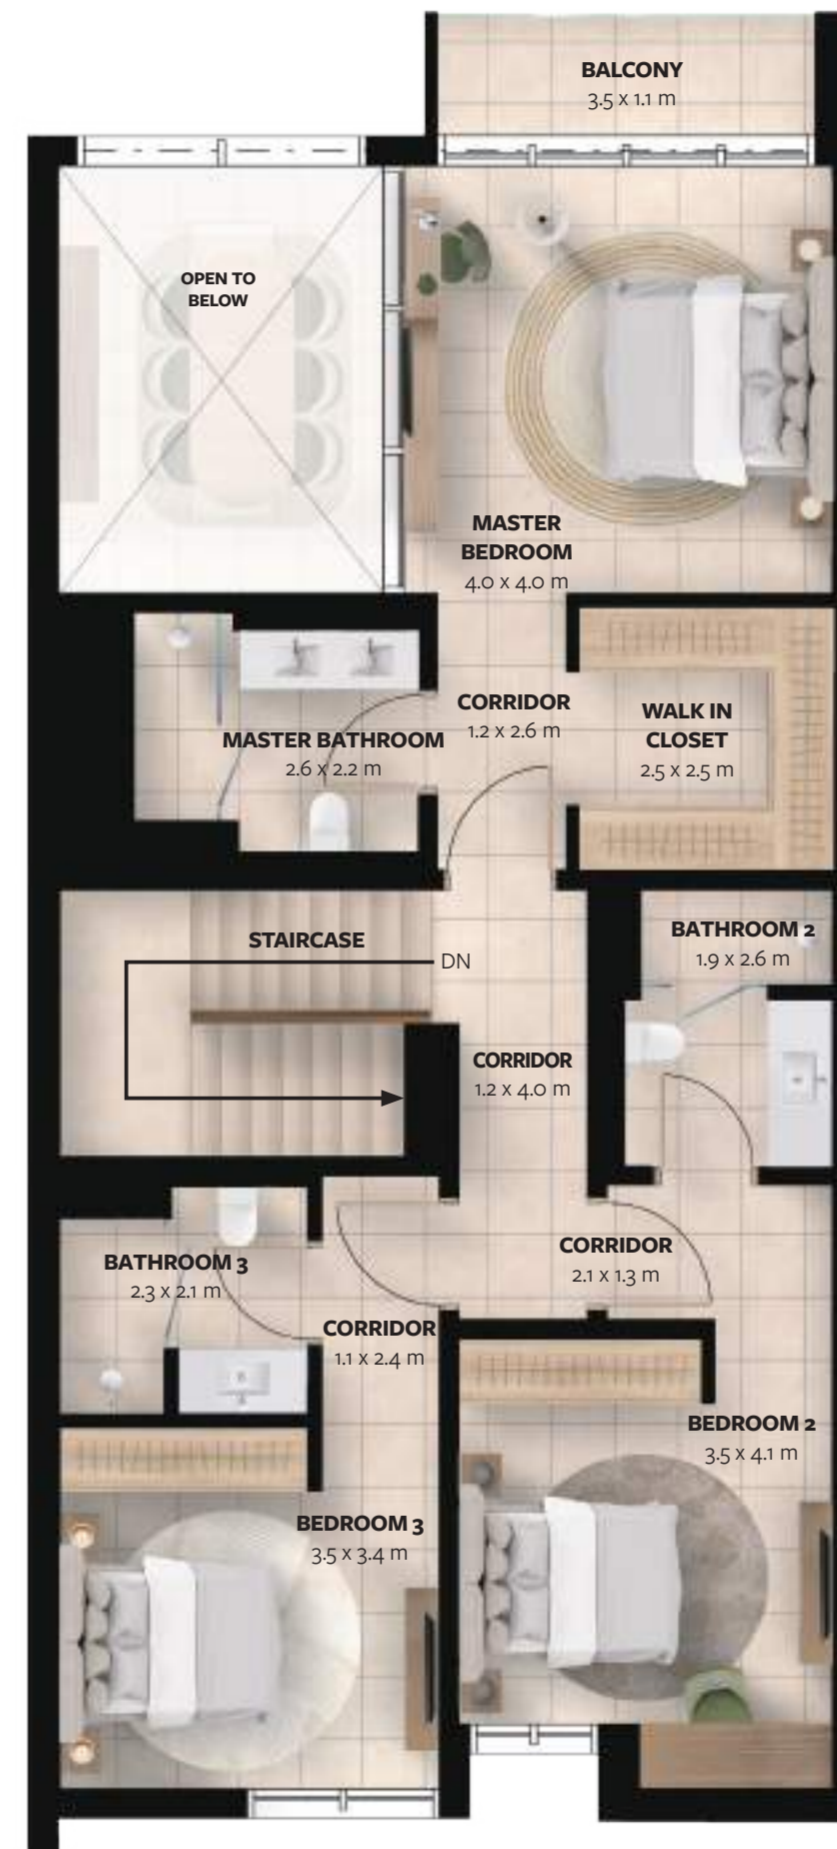 BALCONY
3.5 x 1.1 m
OPEN TO
BELOW
MASTER
BEDROOM
4.0 x 4.0 m
CORRIDOR
1.2 x 2.6 m
WALK IN
CLOSET
2.5 x 2.5 m
MASTER BATHROOM
2.6 x 2.2 m
STAIRCASE
DN
BATHROOM 2
1.9 x 2.6 m
CORRIDOR
1.2 x 4.0 m
CORRIDOR
2.1 x 1.3 m
BATHROOM 3
2.3 x 2.1 m
CORRIDOR
1.1 x 2.4 m
BEDROOM 2
3.5 x 4.1 m
BEDROOM 3
3.5 x 3.4 m